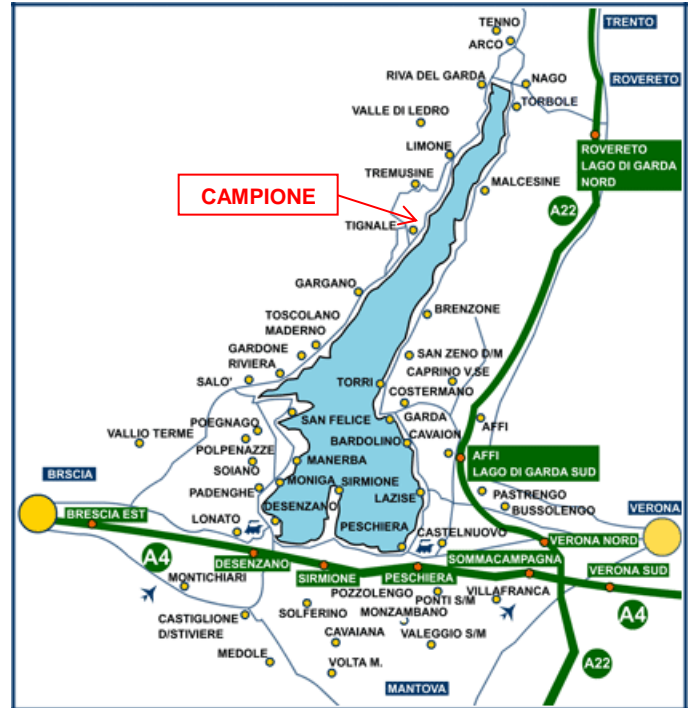 TENNO
TRENTO
ARCO
RIVA DEL GARDA
NAGO
ROVERETO
TORBOLE
VALLE DI LEDRO
LIMONE
ROVERETO
LAGO DI GARDA
NORD
TREMUSINE
MALCESINE
CAMPIONE
A22
TIGNALE
GARGANO
BRENZONE
TOSCOLANO
MADERNO
GARDONE
RIVIERA
SAN ZENO D/M
CAPRINO V.SE
SALO'
TORRI
COSTERMANO
POEGNAGO
SAN FELICE
GARDA
AFFI
VALLIO TERME
POLPENAZZE
BARDOLINO
CAVAION
SOIANO
MANERBA
AFFI
LAGO DI GARDA SUD
BRSCIA
PADENGHE
MONIGA
SIRMIONE
LAZISE
PASTRENGO
BUSSOLENGO
VERONA
DESENZANO
BRESCIA EST
LONATO
PESCHIERA
CASTELNUOVO
VERONA NORD
A4
DESENZANO
SOMMACAMPAGNA
SIRMIONE
PESCHIERA
VERONA SUD
MONTICHIARI
POZZOLENGO
PONTI S/M
VILLAFRANCA
A4
SOLFERINO
MONZAMBANO
CASTIGLIONE
D/STIVIERE
CAVAIANA
VALEGGIO S/M
MEDOLE
VOLTA M.
A22
MANTOVA